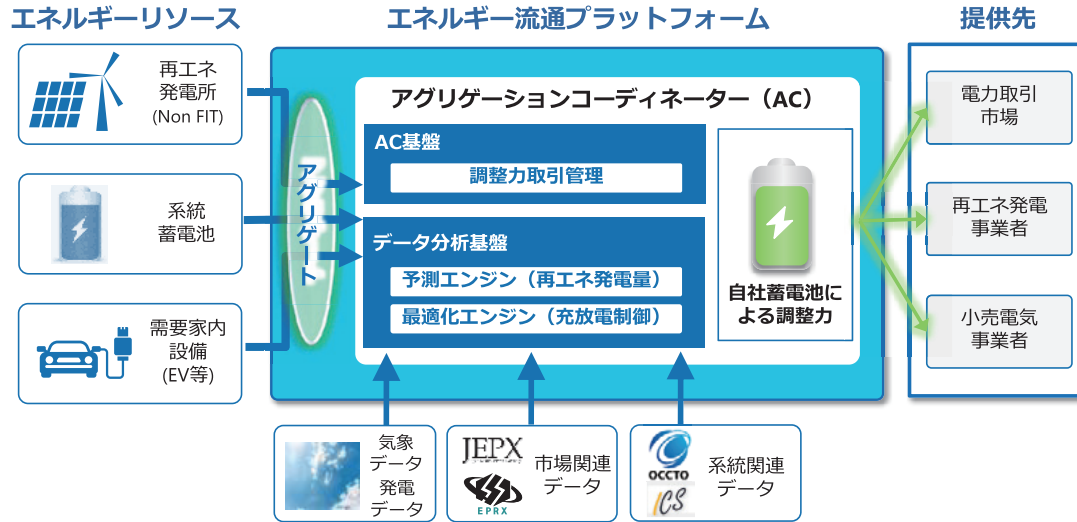 エネルギーリソース
エネルギー流通プラットフォーム
提供先
再エネ
発電所
(Non FIT)
系統
蓄電池
需要家内
設備
(EV等)
アグリゲート
アグリゲーションコーディネーター（AC）
AC基盤
調整力取引管理
データ分析基盤
予測エンジン（再エネ発電量）
最適化エンジン（充放電制御）
自社蓄電池に
よる調整力
電力取引
市場
再エネ発電
事業者
小売電気
事業者
気象
データ
発電
データ
JEPX
EPRX
市場関連
データ
OCCTO
ICS
系統関連
データ